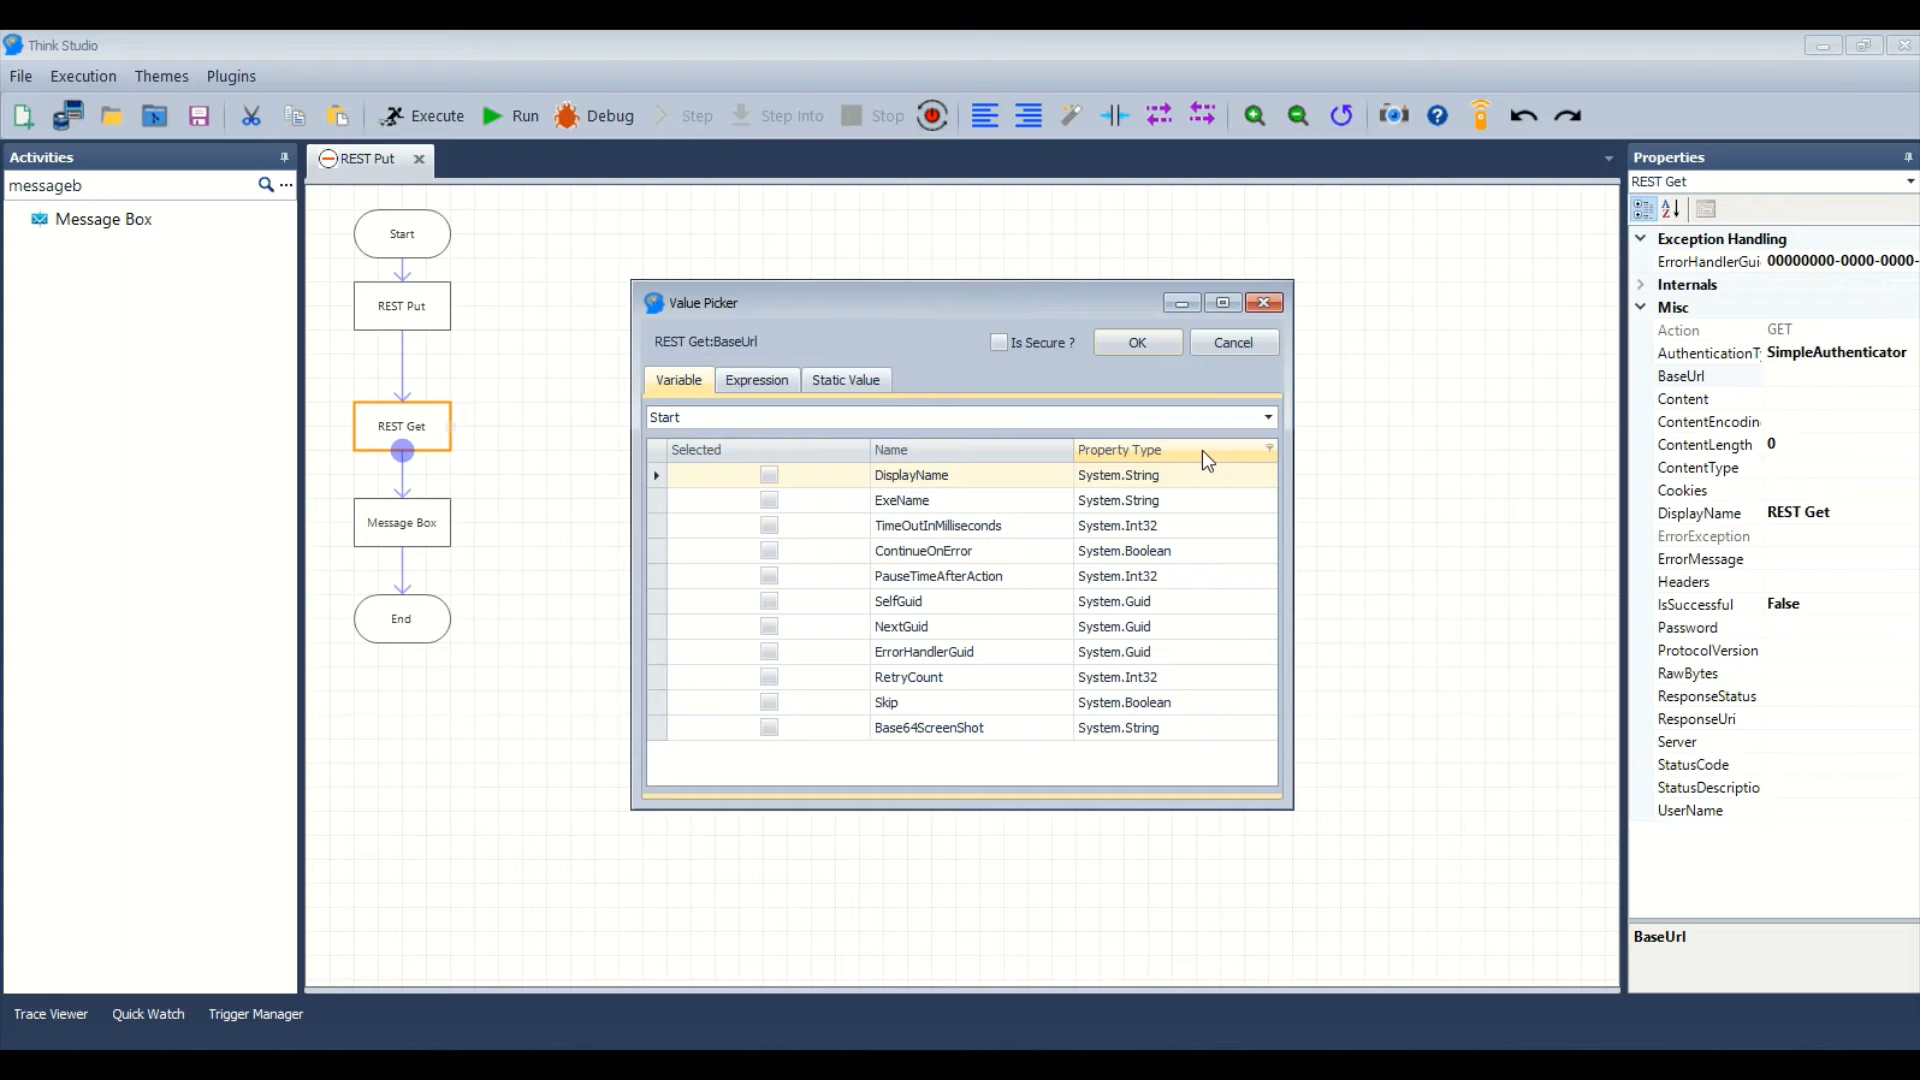 Think Studio
File Execution Themes Plugins
Execute Run Debug Step Step Into Stop
Activities
messageb
Message Box
REST Put
Start
REST Put
REST Get
Message Box
End
Value Picker
REST Get:BaseUrl
Is Secure ?
OK
Cancel
Variable Expression Static Value
Start
Selected Name Property Type
DisplayName System.String
ExeName System.String
TimeOutInMilliseconds System.Int32
ContinueOnError System.Boolean
PauseTimeAfterAction System.Int32
SelfGuid System.Guid
NextGuid System.Guid
ErrorHandlerGuid System.Guid
RetryCount System.Int32
Skip System.Boolean
Base64ScreenShot System.String
Properties
REST Get
Exception Handling
ErrorHandlerGui 00000000-0000-0000-
Internals
Misc
Action GET
AuthenticationT SimpleAuthenticator
BaseUrl
Content
ContentEncodin
ContentLength 0
ContentType
Cookies
DisplayName REST Get
ErrorException
ErrorMessage
Headers
IsSuccessful False
Password
ProtocolVersion
RawBytes
ResponseStatus
ResponseUri
Server
StatusCode
StatusDescriptio
UserName
BaseUrl
Trace Viewer Quick Watch Trigger Manager